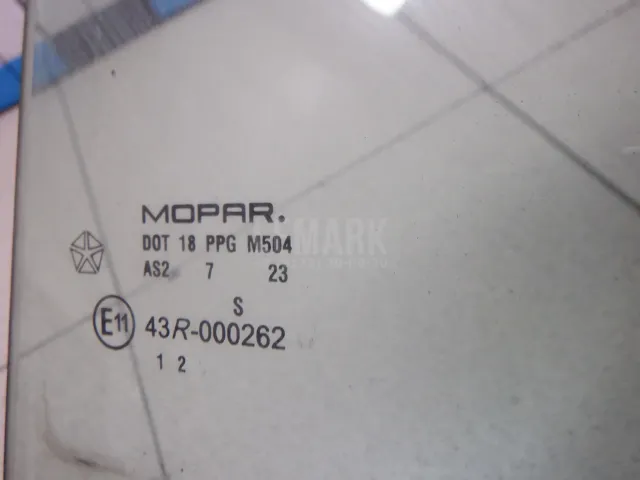 MOPAR.
DOT 18 PPG M504
AS2 7 23
S
E11 43R-000262
1 2